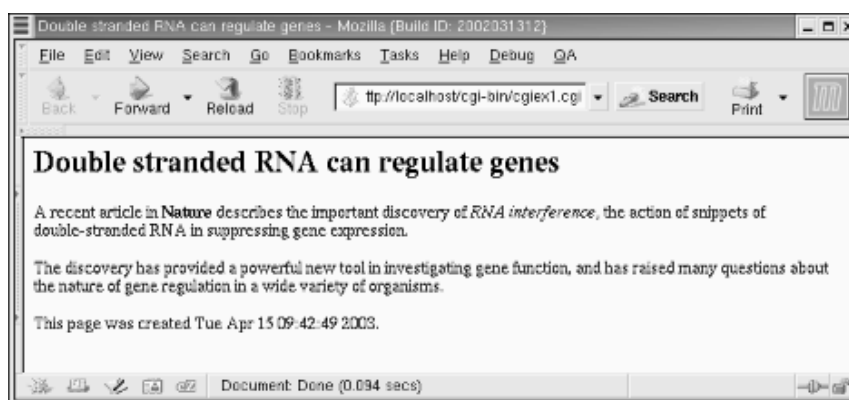 Double stranded RNA can regulate genes - Mozilla {Build ID: 2002031312}
File Edit View Search Go Bookmarks Tasks Help Debug QA
Back Forward Reload Stop ttp://localhost/cgi-bin/cgiex1.cgi Search Print
Double stranded RNA can regulate genes
A recent article in Nature describes the important discovery of RNA interference, the action of snippets of
double-stranded RNA in suppressing gene expression.
The discovery has provided a powerful new tool in investigating gene function, and has raised many questions about
the nature of gene regulation in a wide variety of organisms.
This page was created Tue Apr 15 09:42:49 2003.
Document: Done (0.094 secs)